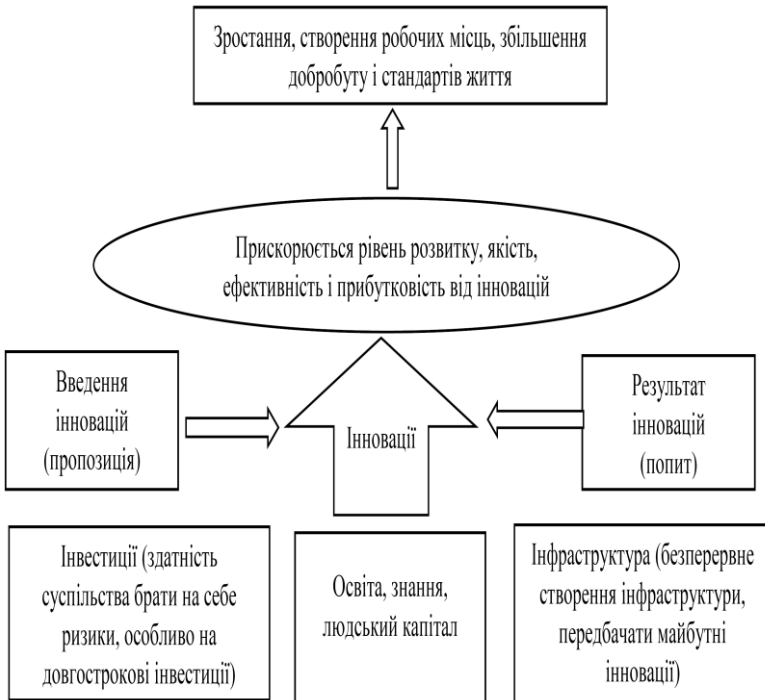 Зростання, створення робочих місць, збільшення
добробуту і стандартів життя
Прискорюється рівень розвитку, якість,
ефективність і прибутковість від інновацій
Введення
інновацій
(пропозиція)
Інновації
Результат
інновацій
(попит)
Інвестиції (здатність
суспільства брати на себе
ризики, особливо на
довгострокові інвестиції)
Освіта, знання,
людський капітал
Інфраструктура (безперервне
створення інфраструктури,
передбачати майбутні
інновації)